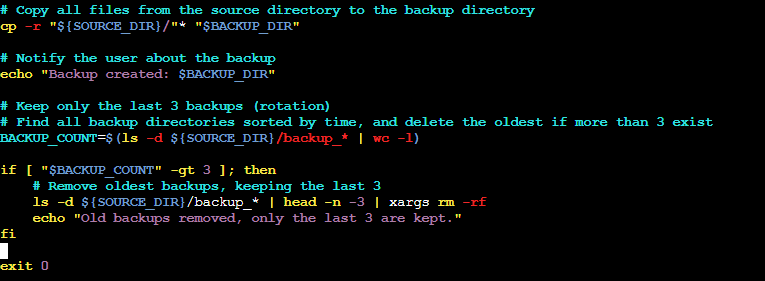 # Copy all files from the source directory to the backup directory
cp -r "${SOURCE_DIR}/"* "$BACKUP_DIR"
# Notify the user about the backup
echo "Backup created: $BACKUP_DIR"
# Keep only the last 3 backups (rotation)
# Find all backup directories sorted by time, and delete the oldest if more than 3 exist
BACKUP_COUNT=$(ls -d ${SOURCE_DIR}/backup_* | wc -l)
if [ "$BACKUP_COUNT" -gt 3 ]; then
# Remove oldest backups, keeping the last 3
ls -d ${SOURCE_DIR}/backup_* | head -n -3 | xargs rm -rf
echo "Old backups removed, only the last 3 are kept."
fi
exit 0